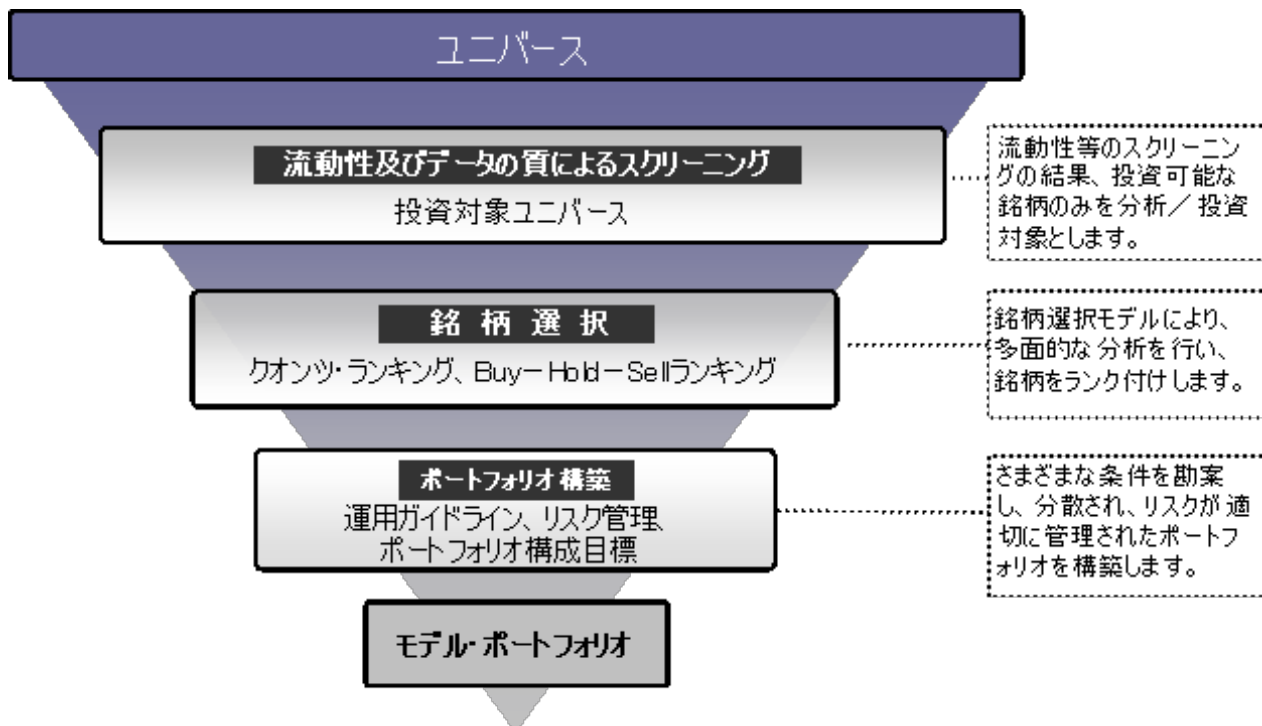 ユニバース
流動性及びデータの質によるスクリーニング
投資対象ユニバース
流動性等のスクリーニン
グの結果、投資可能な
銘柄のみを分析／投資
対象とします。
銘柄選択
クオンツ・ランキング、Buy－Hold－Sellランキング
銘柄選択モデルにより、
多面的な分析を行い、
銘柄をランク付けします。
ポートフォリオ構築
運用ガイドライン、リスク管理、
ポートフォリオ構成目標
さまざまな条件を勘案
し、分散され、リスクが適
切に管理されたポートフ
ォリオを構築します。
モデル・ポートフォリオ